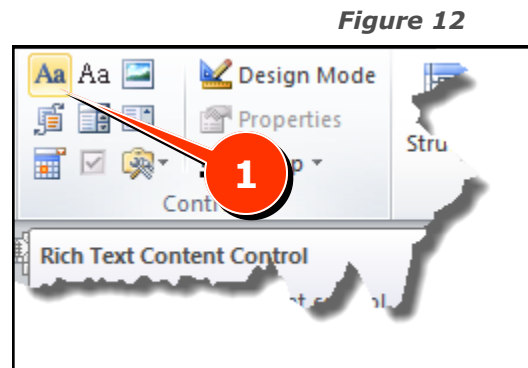 Figure 12
Aa Aa Design Mode
Properties
Stru
1
Rich Text Content Control